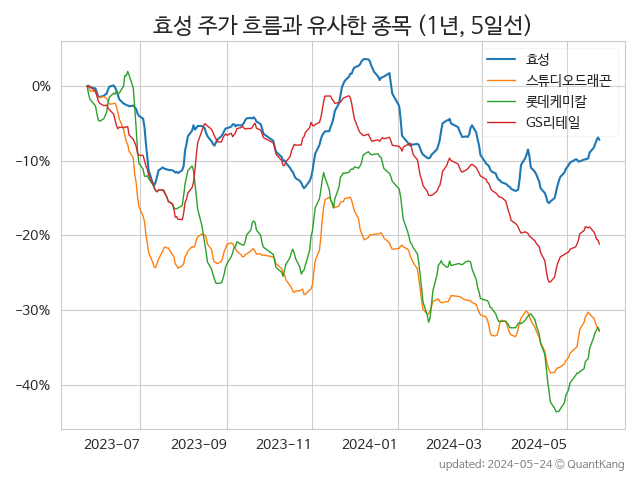 효성 주가 흐름과 유사한 종목 (1년, 5일선)
효성
스튜디오드래곤
롯데케미칼
GS리테일
0%
−10%
−20%
−30%
−40%
2023-07 2023-09 2023-11 2024-01 2024-03 2024-05
updated: 2024-05-24 © QuantKang